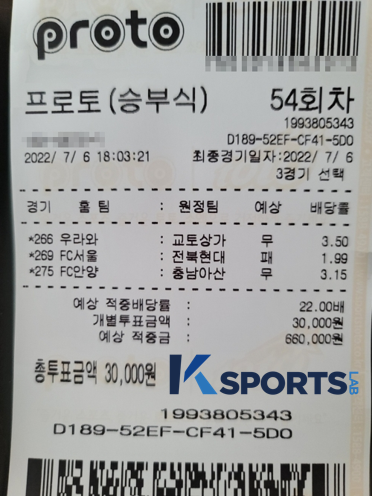 proto
프로토(승부식) 54회차
1993805343
D189-52EF-CF41-5D0
2022/ 7/ 6 18:03:21 최종경기일자:2022/ 7/ 6
3경기 선택
경기 홈 팀 : 원정팀 예상 배당률
*266 우라와 : 교토상가 무 3.50
*269 FC서울 : 전북현대 패 1.99
*275 FC안양 : 충남아산 무 3.15
예상 적중배당률 : 22.00배
개별투표금액 : 30,000원
예상 적중금 : 660,000원
총투표금액 30,000원
K SPORTS LAB
1993805343
D189-52EF-CF41-5D0